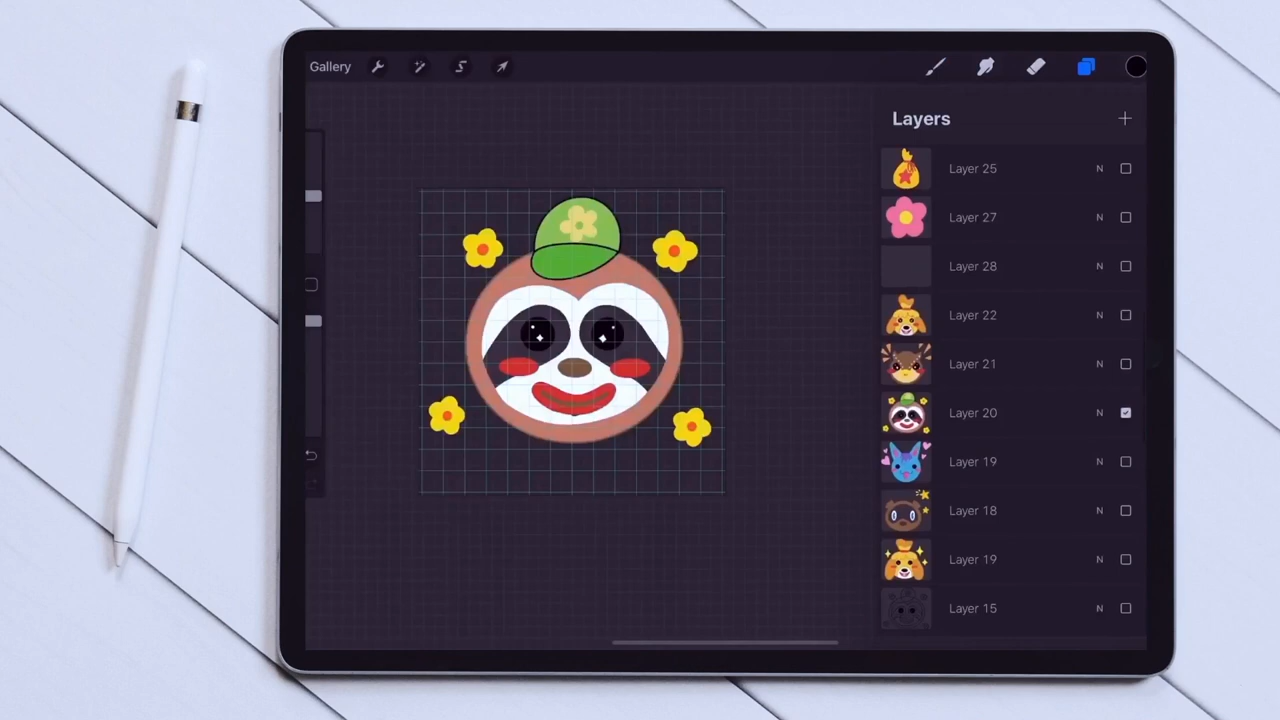 Gallery
Layers
Layer 25 N
Layer 27 N
Layer 28 N
Layer 22 N
Layer 21 N
Layer 20 N
Layer 19 N
Layer 18 N
Layer 19 N
Layer 15 N